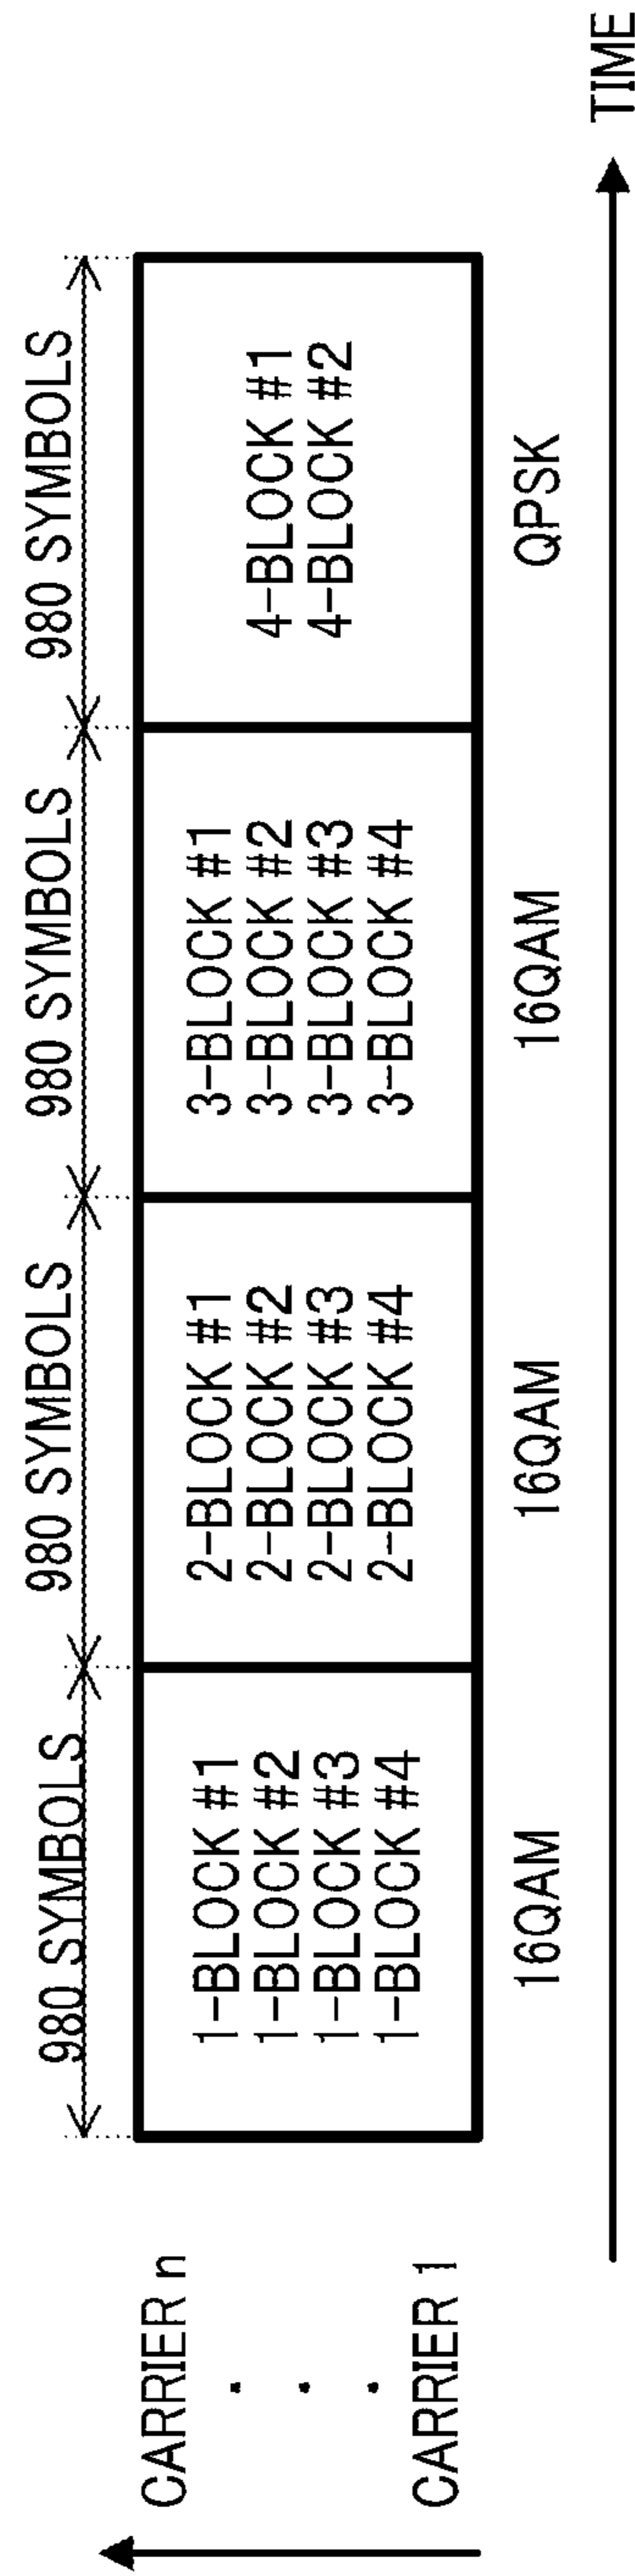 980 SYMBOLS
980 SYMBOLS
980 SYMBOLS
980 SYMBOLS
CARRIER n
CARRIER 1
1-BLOCK #1
1-BLOCK #2
1-BLOCK #3
1-BLOCK #4
2-BLOCK #1
2-BLOCK #2
2-BLOCK #3
2-BLOCK #4
3-BLOCK #1
3-BLOCK #2
3-BLOCK #3
3-BLOCK #4
4-BLOCK #1
4-BLOCK #2
16QAM
16QAM
16QAM
QPSK
TIME